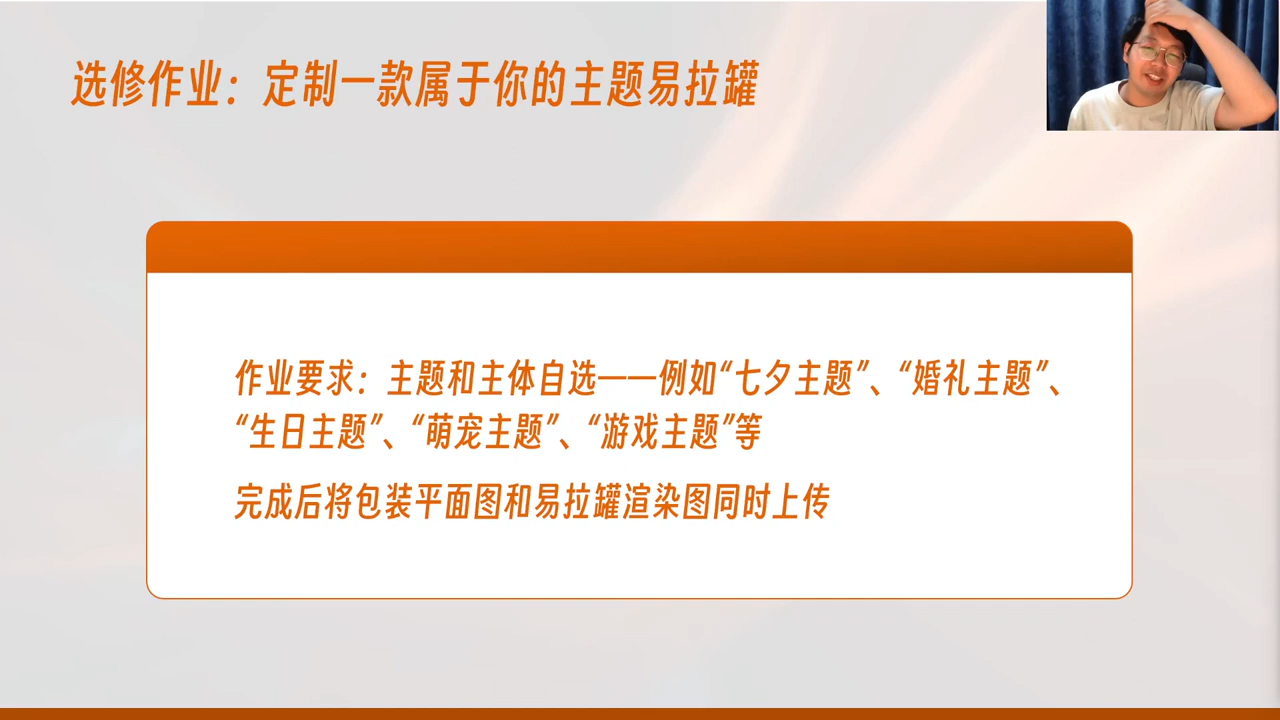 选修作业：定制一款属于你的主题易拉罐
作业要求：主题和主体自选——例如“七夕主题”、“婚礼主题”、
“生日主题”、“萌宠主题”、“游戏主题”等
完成后将包装平面图和易拉罐渲染图同时上传